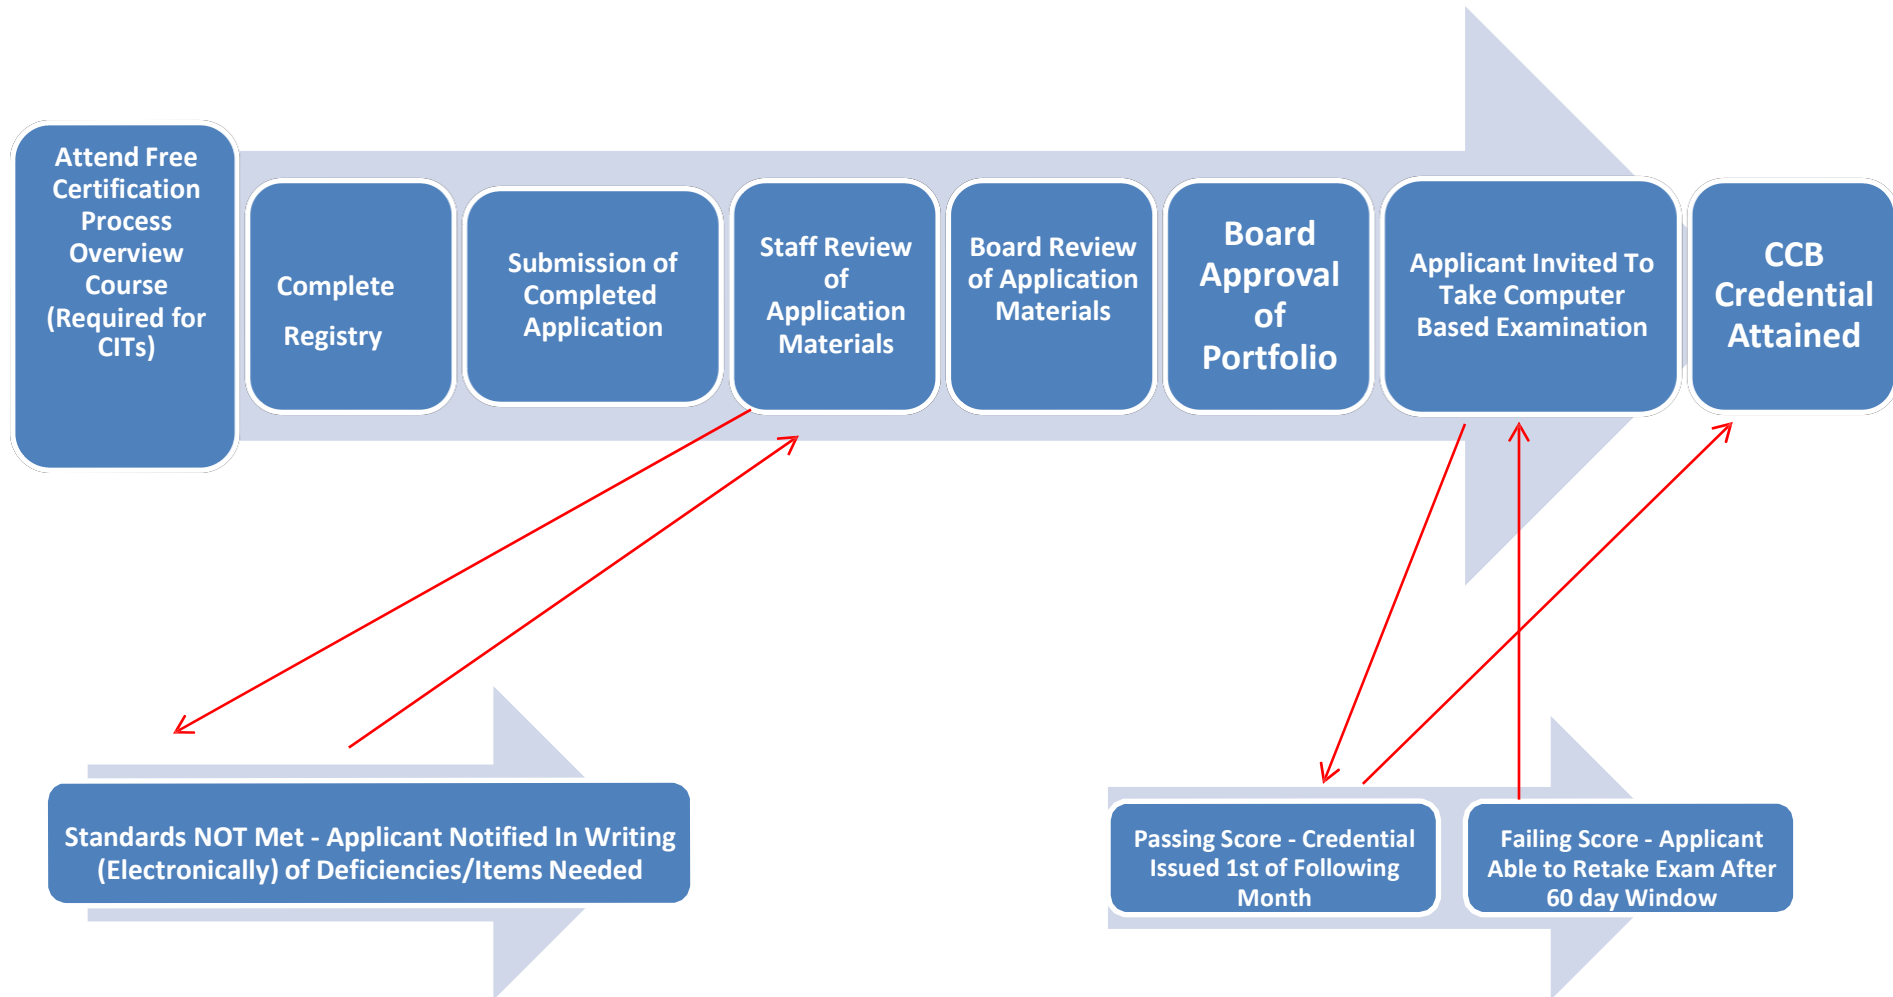 Attend Free
Certification
Process
Overview
Course
(Required for
CITs)
Complete
Registry
Submission of
Completed
Application
Staff Review
of
Application
Materials
Board Review
of Application
Materials
Board
Approval
of
Portfolio
Applicant Invited To
Take Computer
Based Examination
CCB
Credential
Attained
Standards NOT Met - Applicant Notified In Writing
(Electronically) of Deficiencies/Items Needed
Passing Score - Credential
Issued 1st of Following
Month
Failing Score - Applicant
Able to Retake Exam After
60 day Window